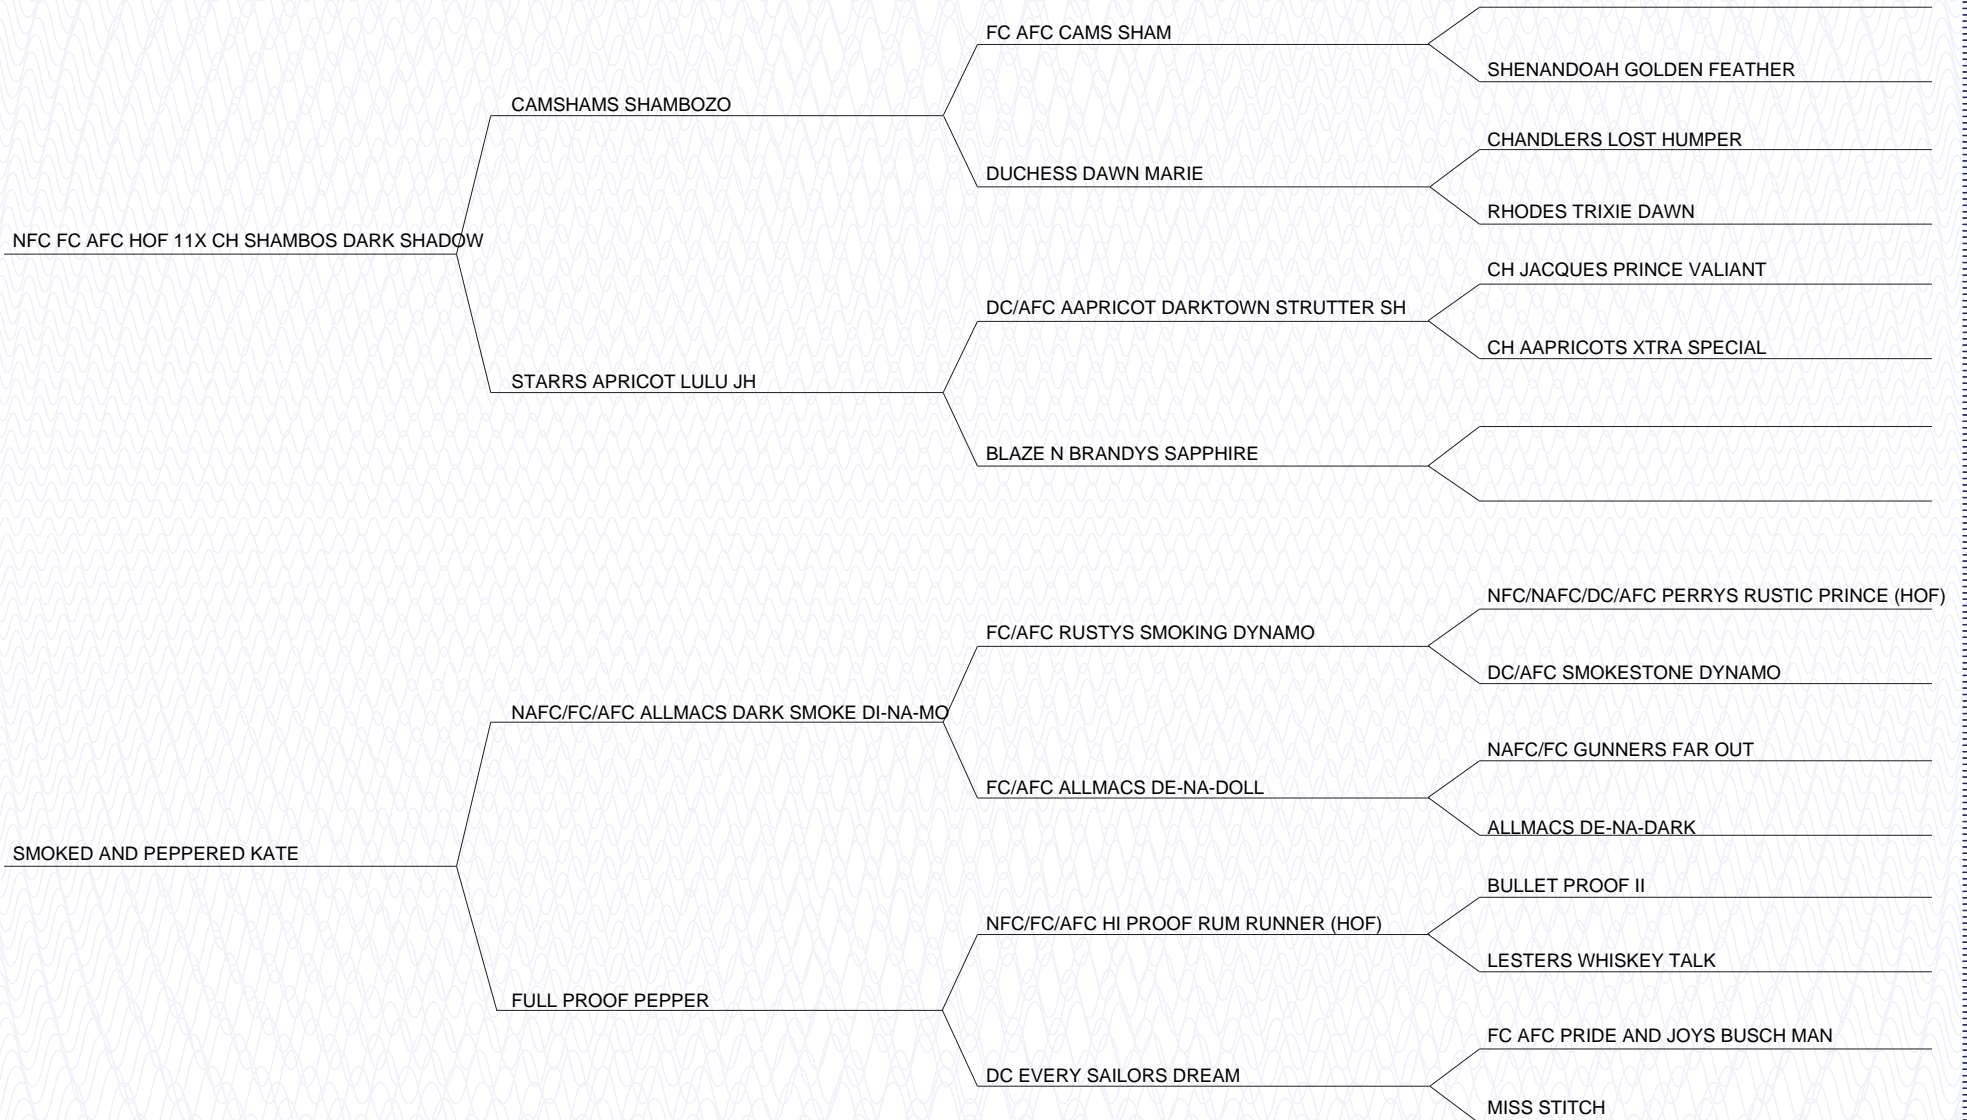 FC AFC CAMS SHAM
SHENANDOAH GOLDEN FEATHER
CAMSHAMS SHAMBOZO
CHANDLERS LOST HUMPER
DUCHESS DAWN MARIE
RHODES TRIXIE DAWN
NFC FC AFC HOF 11X CH SHAMBOS DARK SHADOW
CH JACQUES PRINCE VALIANT
DC/AFC AAPRICOT DARKTOWN STRUTTER SH
CH AAPRICOTS XTRA SPECIAL
STARRS APRICOT LULU JH
BLAZE N BRANDYS SAPPHIRE
NFC/NAFC/DC/AFC PERRYS RUSTIC PRINCE (HOF)
FC/AFC RUSTYS SMOKING DYNAMO
DC/AFC SMOKESTONE DYNAMO
NAFC/FC/AFC ALLMACS DARK SMOKE DI-NA-MO
NAFC/FC GUNNERS FAR OUT
FC/AFC ALLMACS DE-NA-DOLL
ALLMACS DE-NA-DARK
SMOKED AND PEPPERED KATE
BULLET PROOF II
NFC/FC/AFC HI PROOF RUM RUNNER (HOF)
LESTERS WHISKEY TALK
FULL PROOF PEPPER
FC AFC PRIDE AND JOYS BUSCH MAN
DC EVERY SAILORS DREAM
MISS STITCH